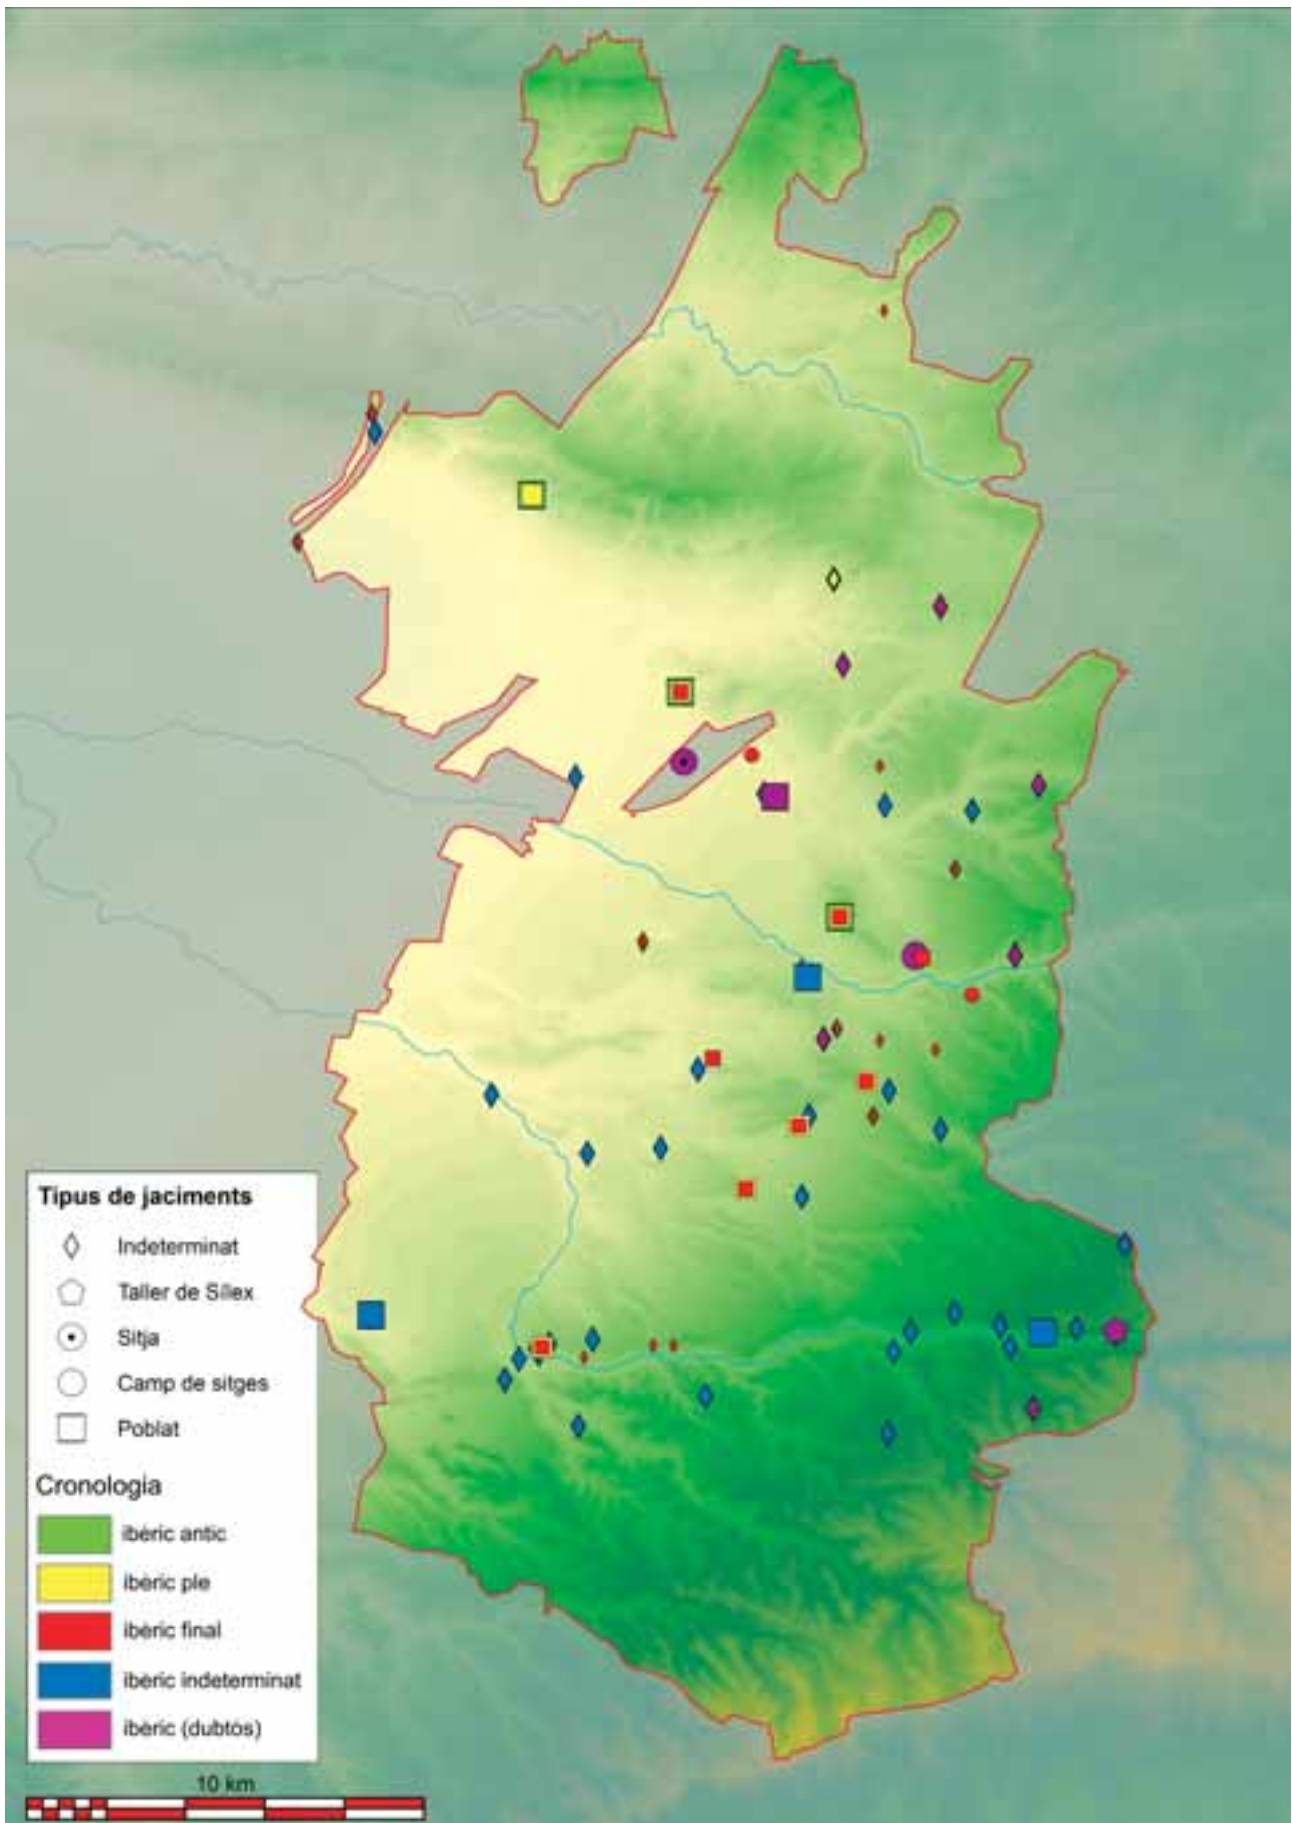 Tipus de jaciments
Indeterminat
Taller de Sílex
Sitja
Camp de sitges
Poblat
Cronologia
ibèric antic
ibèric ple
ibèric final
ibèric indeterminat
ibèric (dubtós)
10 km